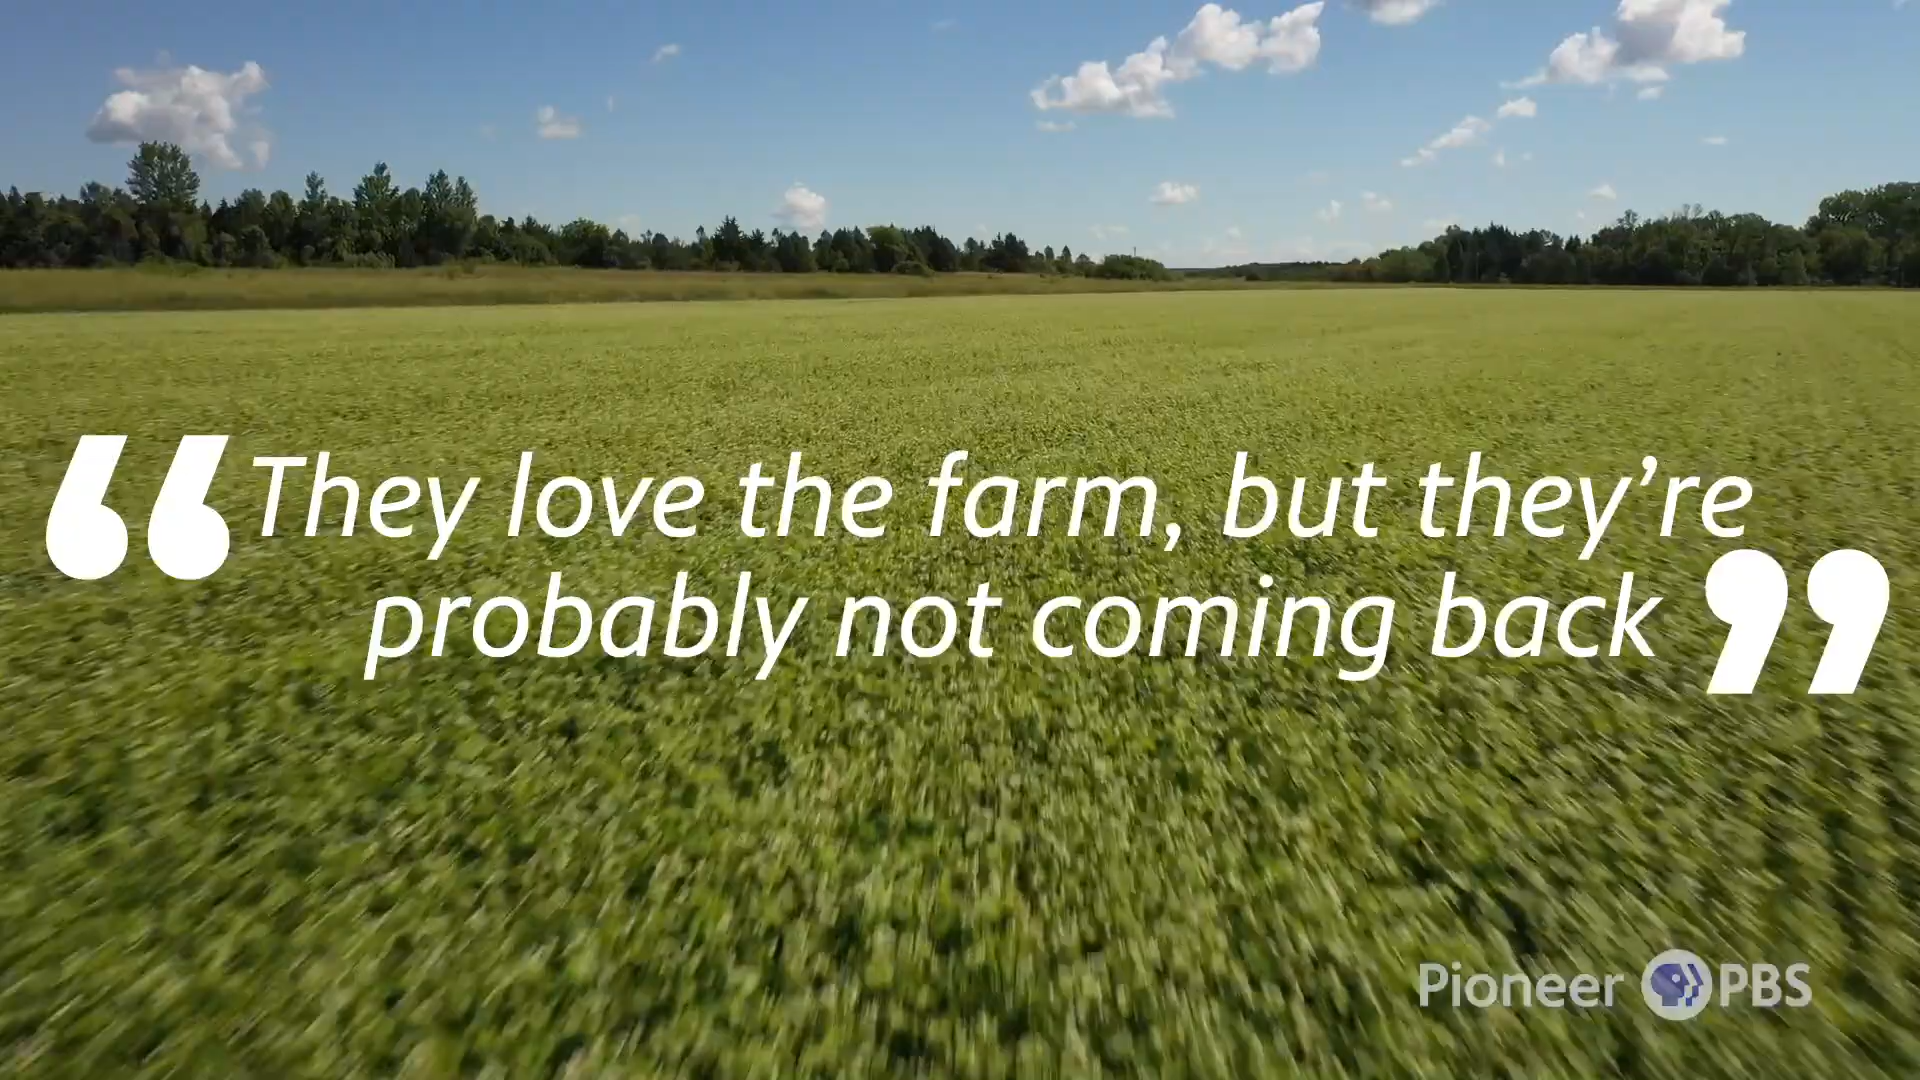 “They love the farm, but they’re
probably not coming back”
Pioneer PBS